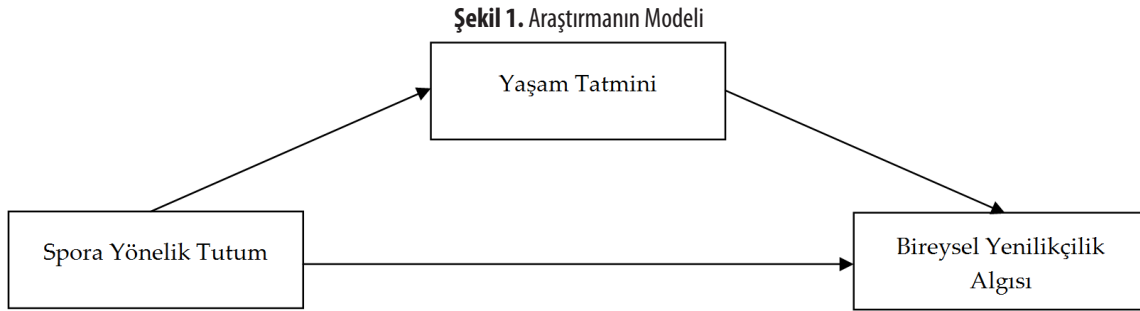 Şekil 1. Araştırmanın Modeli
Yaşam Tatmini
Spora Yönelik Tutum
Bireysel Yenilikçilik
Algısı